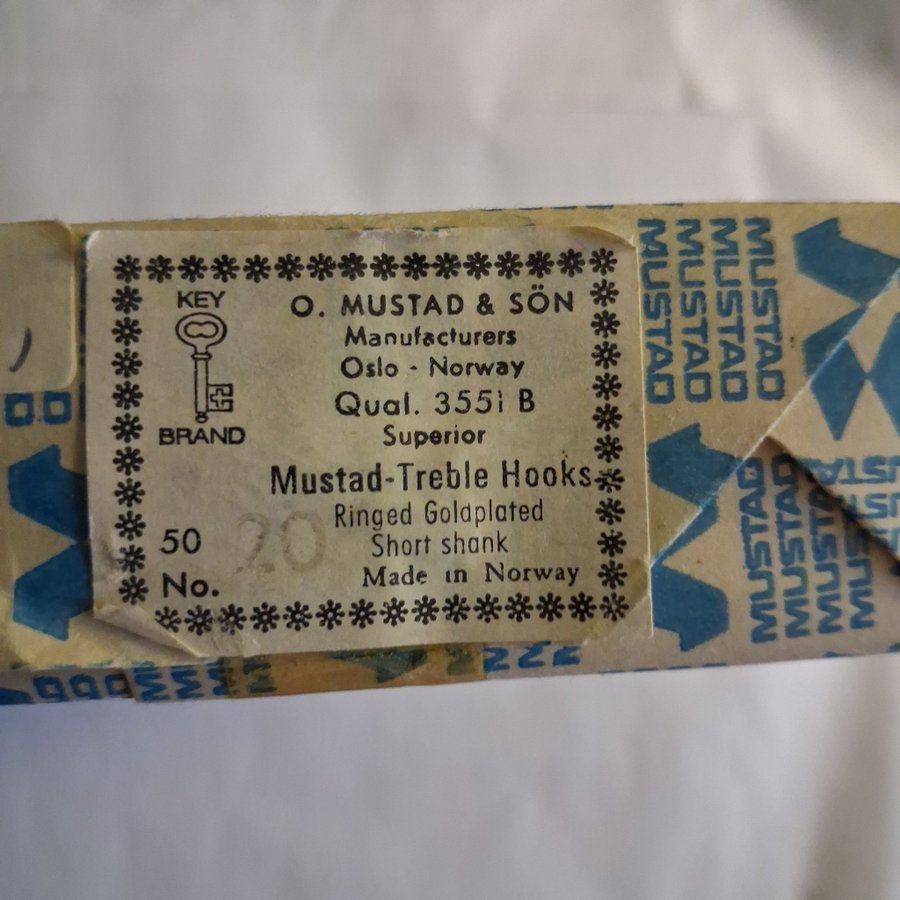 KEY
BRAND
O. MUSTAD & SÖN
Manufacturers
Oslo - Norway
Qual. 3551 B
Superior
Mustad-Treble Hooks
Ringed Goldplated
Short shank
50
No. 20
Made in Norway
MUSTAD
MUSTAD
MUSTAD
MUSTAD
MUSTAD
MUSTAD
MUSTAD
MUSTAD